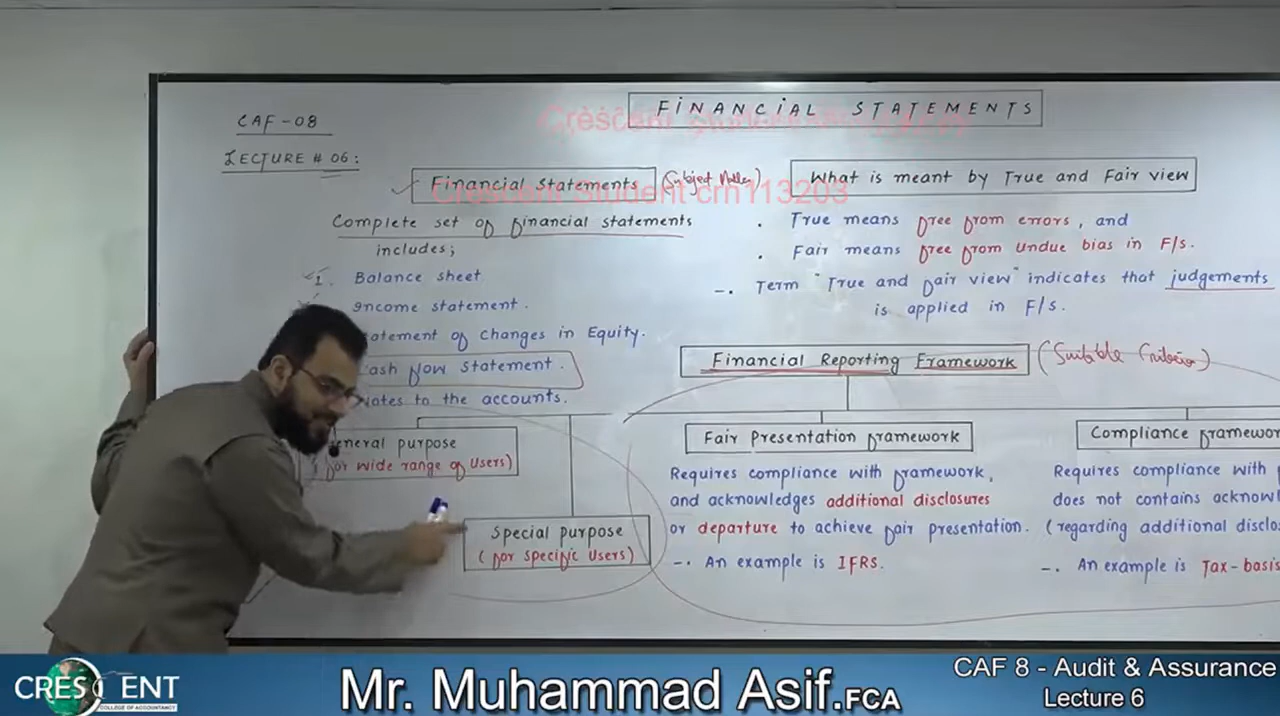 FINANCIAL STATEMENTS
CAF-08
LECTURE # 06:
Financial Statements (Subject Matter)
Crescent Student crn113203
Complete set of financial statements
includes;
1. Balance sheet
Income statement.
statement of Changes in Equity.
Cash flow statement.
Notes to the accounts.
General purpose
(for wide range of users)
Special purpose
(for specific users)
What is meant by True and Fair view
. True means free from errors, and
. Fair means free from undue bias in F/s.
-. Term "True and fair view" indicates that judgements
is applied in F/s.
Financial Reporting Framework (Suitable Criteria)
Fair Presentation framework
Requires compliance with framework,
and acknowledges additional disclosures
or departure to achieve fair presentation.
-. An example is IFRS.
Compliance framewor
Requires compliance with
does not contains acknowl
(regarding additional disclo
-. An example is Tax-basis
CRESCENT
COLLEGE OF ACCOUNTANCY
Mr. Muhammad Asif.FCA
CAF 8 - Audit & Assurance
Lecture 6